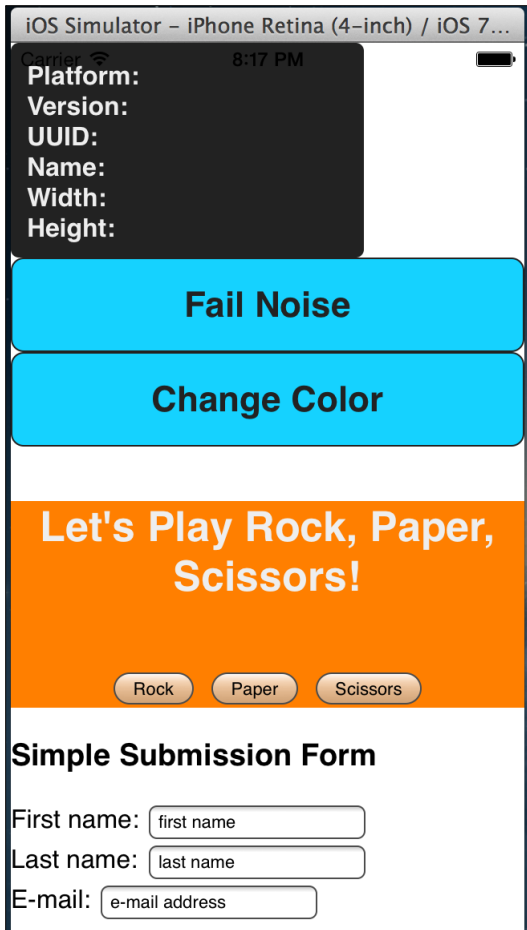 iOS Simulator – iPhone Retina (4-inch) / iOS 7...
Carrier 8:17 PM
Platform:
Version:
UUID:
Name:
Width:
Height:
Fail Noise
Change Color
Let's Play Rock, Paper,
Scissors!
Rock Paper Scissors
Simple Submission Form
First name: first name
Last name: last name
E-mail: e-mail address